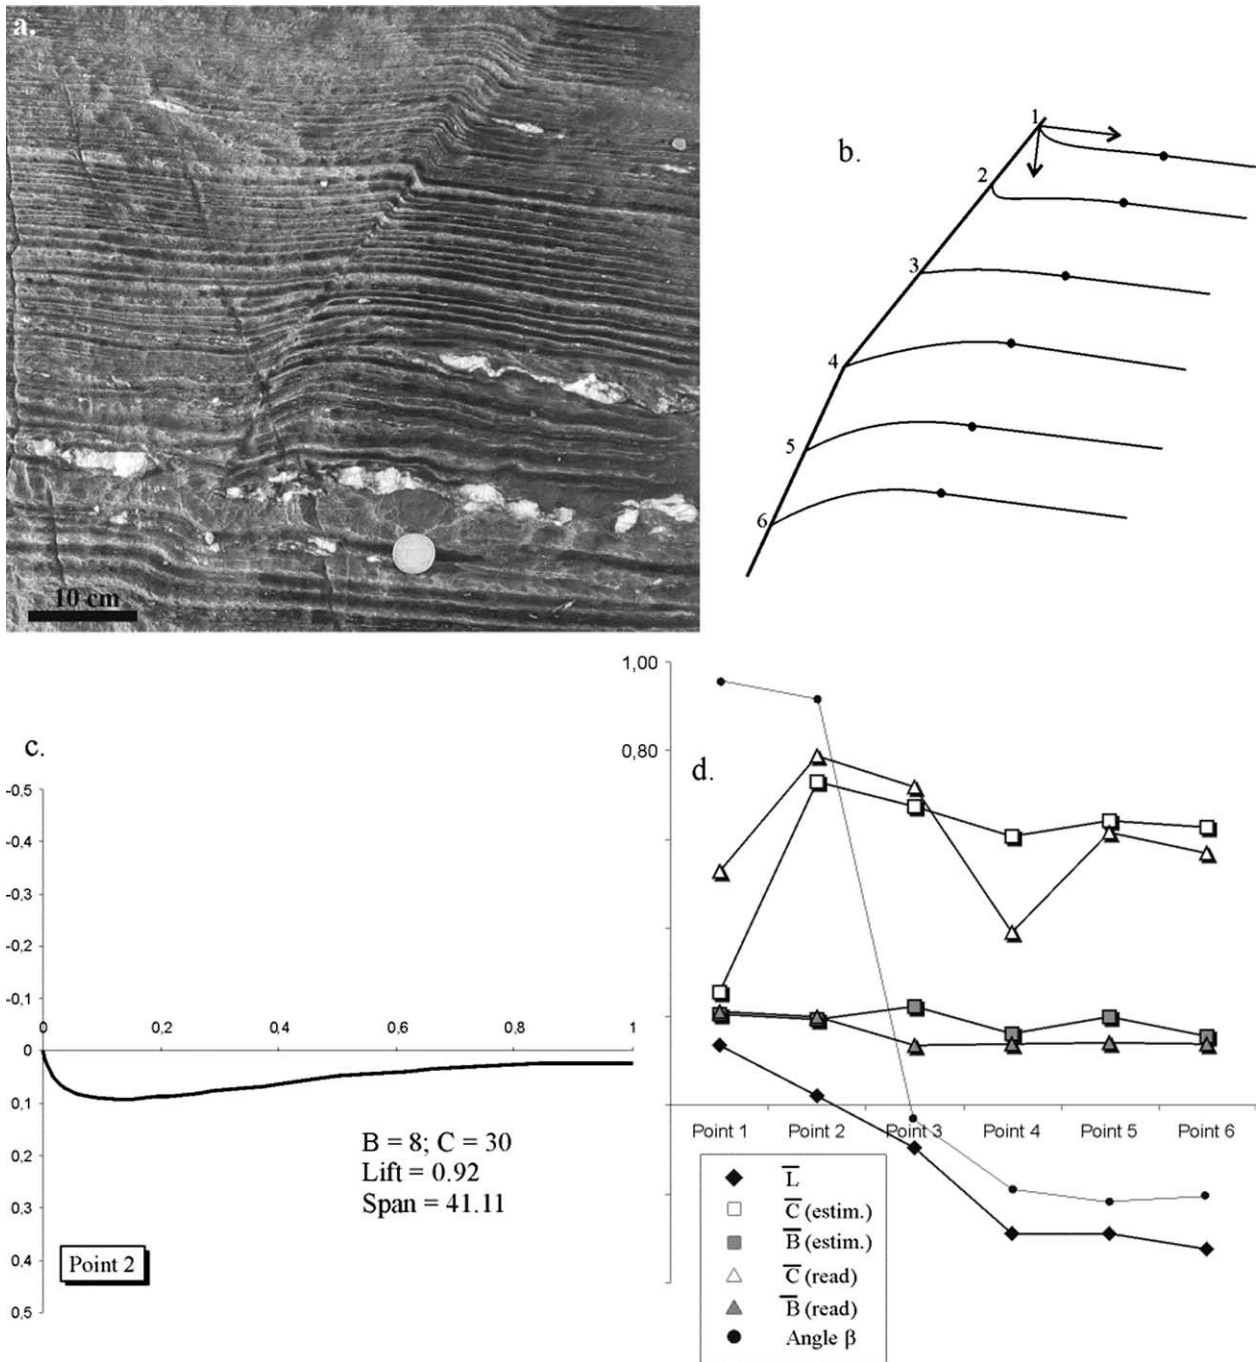 a.
10 cm
b.
1
2
3
4
5
6
c.
-0.5
-0,4
-0,3
-0,2
-0,1
0
0,1
0,2
0,3
0,4
0,5
0
0,2
0,4
0,6
0,8
1
B = 8; C = 30
Lift = 0.92
Span = 41.11
Point 2
d.
1,00
0,80
Point 1 Point 2 Point 3 Point 4 Point 5 Point 6
L̅
C̅ (estim.)
B̅ (estim.)
C̅ (read)
B̅ (read)
Angle β